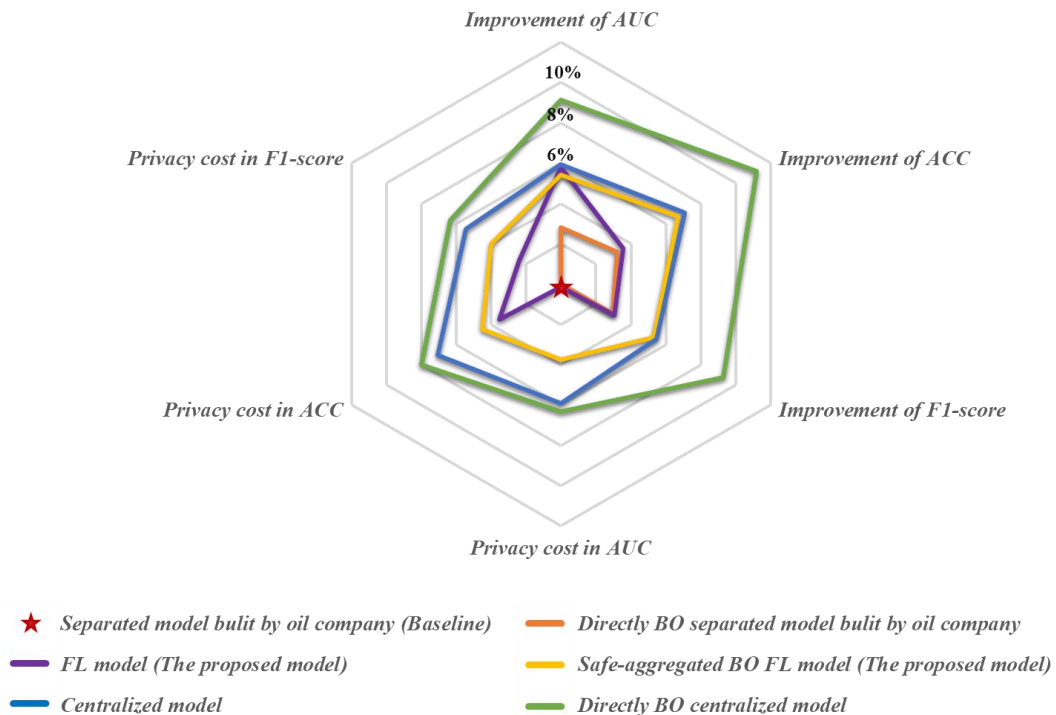 Improvement of AUC
10%
8%
6%
Privacy cost in F1-score
Improvement of ACC
Privacy cost in ACC
Improvement of F1-score
Privacy cost in AUC
Separated model bulit by oil company (Baseline)
Directly BO separated model bulit by oil company
FL model (The proposed model)
Safe-aggregated BO FL model (The proposed model)
Centralized model
Directly BO centralized model